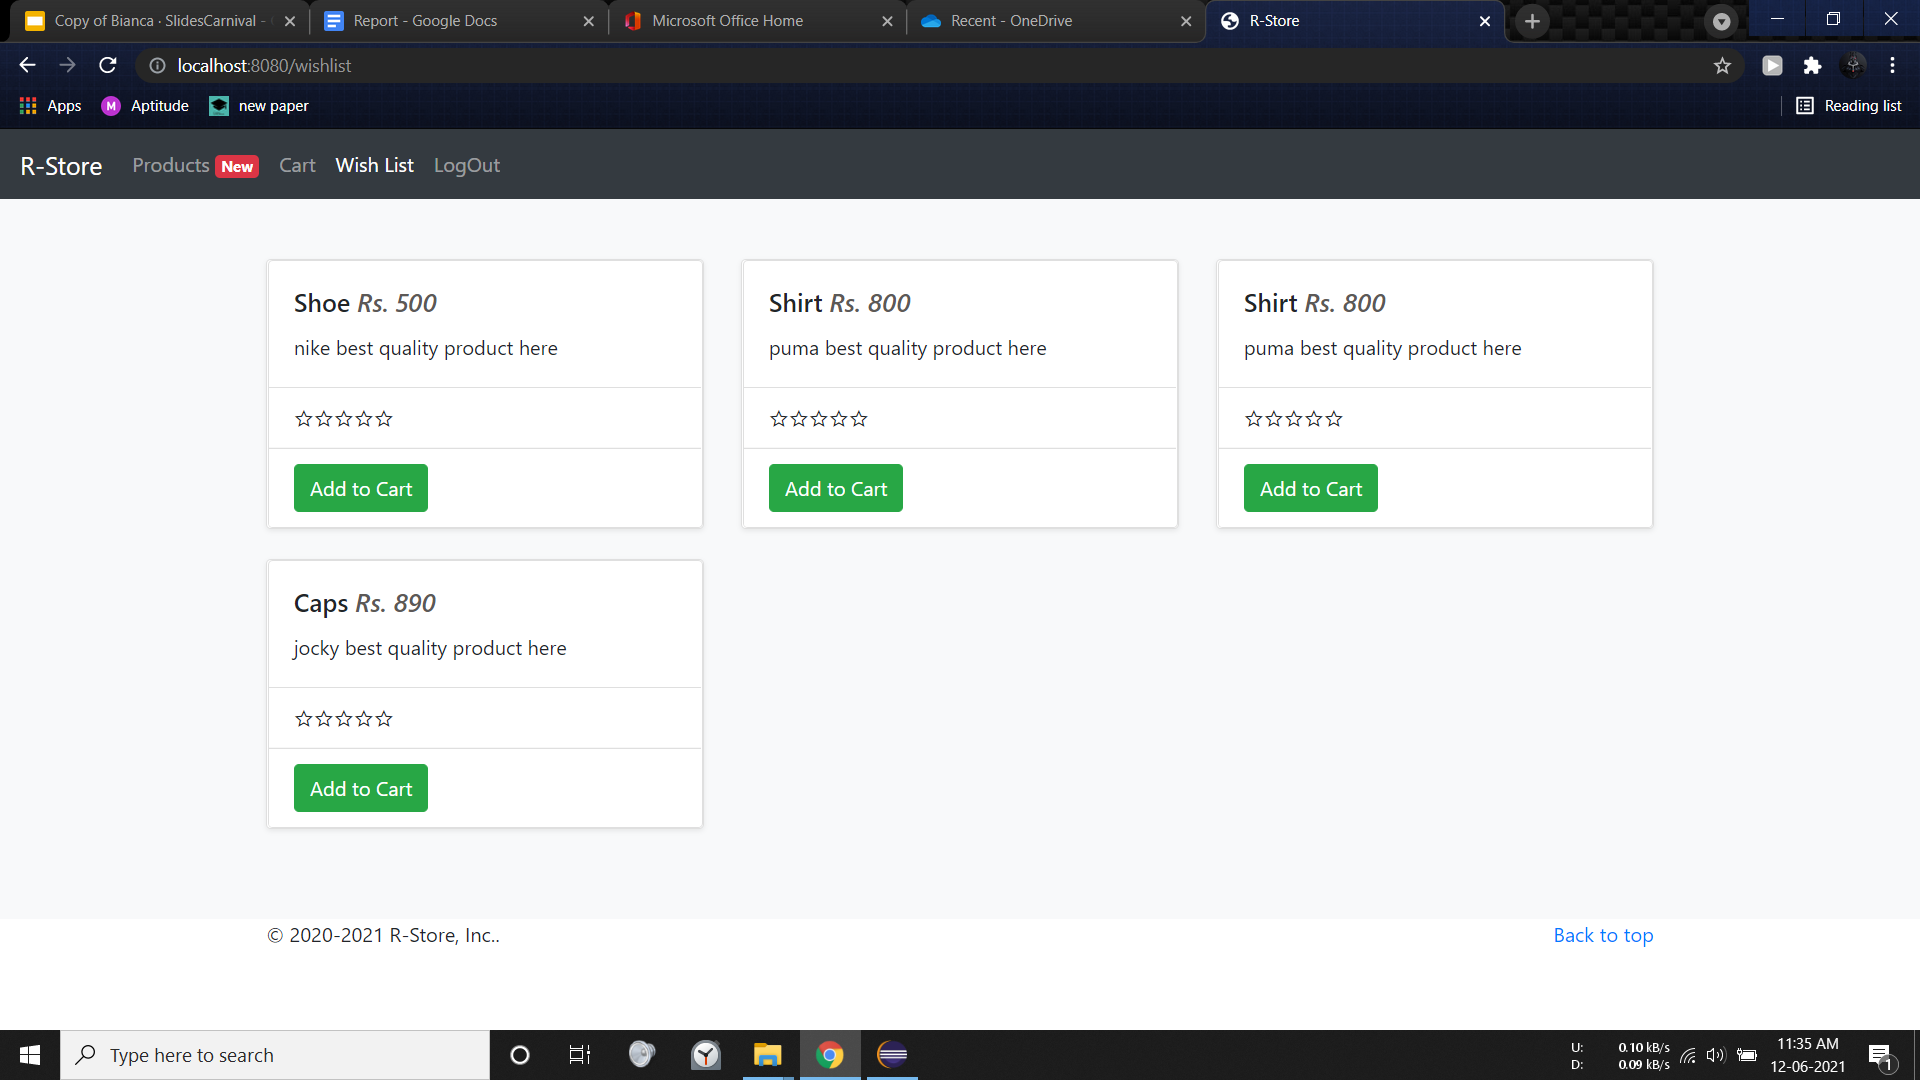 Copy of Bianca · SlidesCarnival -
Report - Google Docs
Microsoft Office Home
Recent - OneDrive
R-Store
localhost:8080/wishlist
Apps
M Aptitude
new paper
Reading list
R-Store Products New Cart Wish List LogOut
Shoe Rs. 500
nike best quality product here
Add to Cart
Shirt Rs. 800
puma best quality product here
Add to Cart
Shirt Rs. 800
puma best quality product here
Add to Cart
Caps Rs. 890
jocky best quality product here
Add to Cart
© 2020-2021 R-Store, Inc..
Back to top
Type here to search
U: 0.10 kB/s
D: 0.09 kB/s
11:35 AM
12-06-2021
1